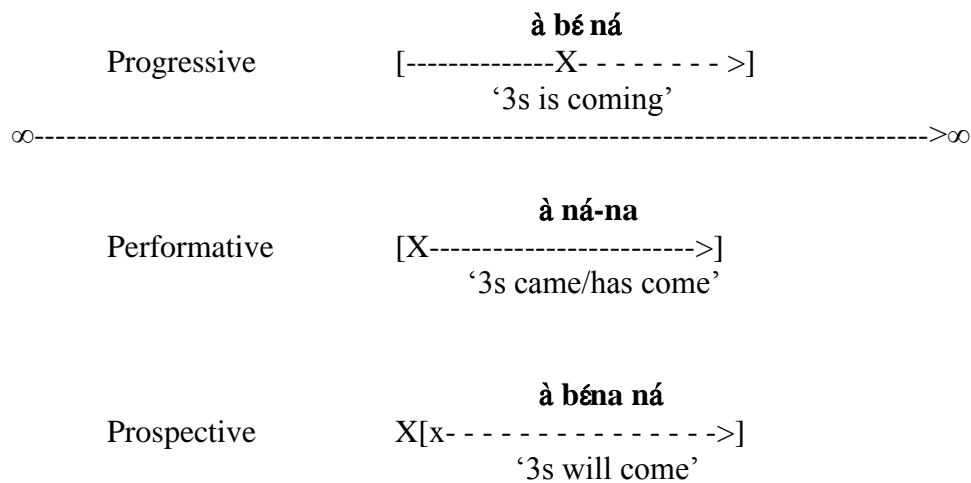 à bɛ́ ná
Progressive [--------------X- - - - - - - - >]
‘3s is coming’
∞------------------------------------------------------------------------------------->∞
à ná-na
Performative [X------------------------->]
‘3s came/has come’
à bɛ́na ná
Prospective X[x- - - - - - - - - - - - - - - ->]
‘3s will come’